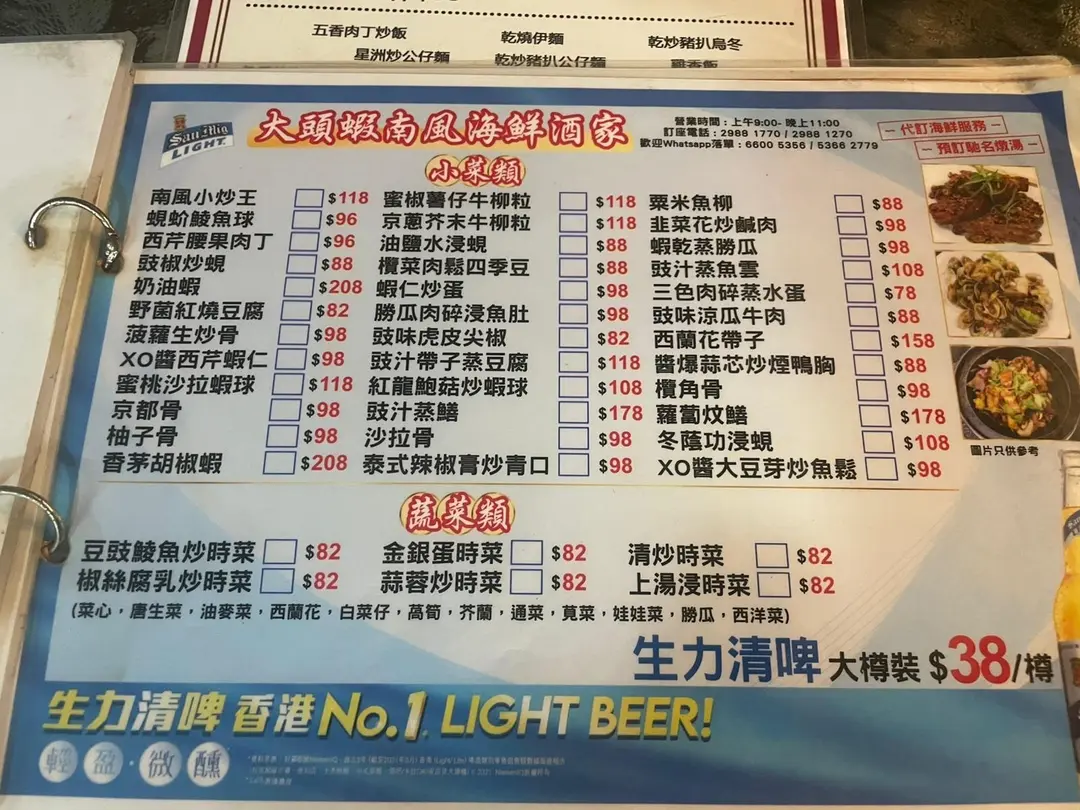 五香肉丁炒飯 乾燒伊麵 乾炒豬扒烏冬
星洲炒公仔麵 乾炒豬扒公仔麵
San Mig LIGHT.
大頭蝦南風海鮮酒家
營業時間：上午9:00- 晚上11:00
訂座電話：2988 1770 / 2988 1270
歡迎Whatsapp落單：6600 5356 / 5366 2779
– 代訂海鮮服務 –
– 預訂馳名燉湯 –
小菜類
南風小炒王 $118 蜜椒薯仔牛柳粒 $118 粟米魚柳 $88
蜆蚧鯪魚球 $96 京蔥芥末牛柳粒 $118 韭菜花炒鹹肉 $98
西芹腰果肉丁 $96 油鹽水浸蜆 $88 蝦乾蒸勝瓜 $98
豉椒炒蜆 $88 欖菜肉鬆四季豆 $88 豉汁蒸魚雲 $108
奶油蝦 $208 蝦仁炒蛋 $98 三色肉碎蒸水蛋 $78
野菌紅燒豆腐 $82 勝瓜肉碎浸魚肚 $98 豉味涼瓜牛肉 $88
菠蘿生炒骨 $98 豉味虎皮尖椒 $82 西蘭花帶子 $158
XO醬西芹蝦仁 $98 豉汁帶子蒸豆腐 $118 醬爆蒜芯炒煙鴨胸 $88
蜜桃沙拉蝦球 $118 紅龍鮑菇炒蝦球 $108 欖角骨 $98
京都骨 $98 豉汁蒸鱔 $178 蘿蔔炆鱔 $178
柚子骨 $98 沙拉骨 $98 冬蔭功浸蜆 $108
香茅胡椒蝦 $208 泰式辣椒膏炒青口 $98 XO醬大豆芽炒魚鬆 $98
圖片只供參考
蔬菜類
豆豉鯪魚炒時菜 $82 金銀蛋時菜 $82 清炒時菜 $82
椒絲腐乳炒時菜 $82 蒜蓉炒時菜 $82 上湯浸時菜 $82
(菜心，唐生菜，油麥菜，西蘭花，白菜仔，萵筍，芥蘭，通菜，莧菜，娃娃菜，勝瓜，西洋菜)
生力清啤 大樽裝 $38/樽
生力清啤 香港No.1 LIGHT BEER!
輕盈·微醺